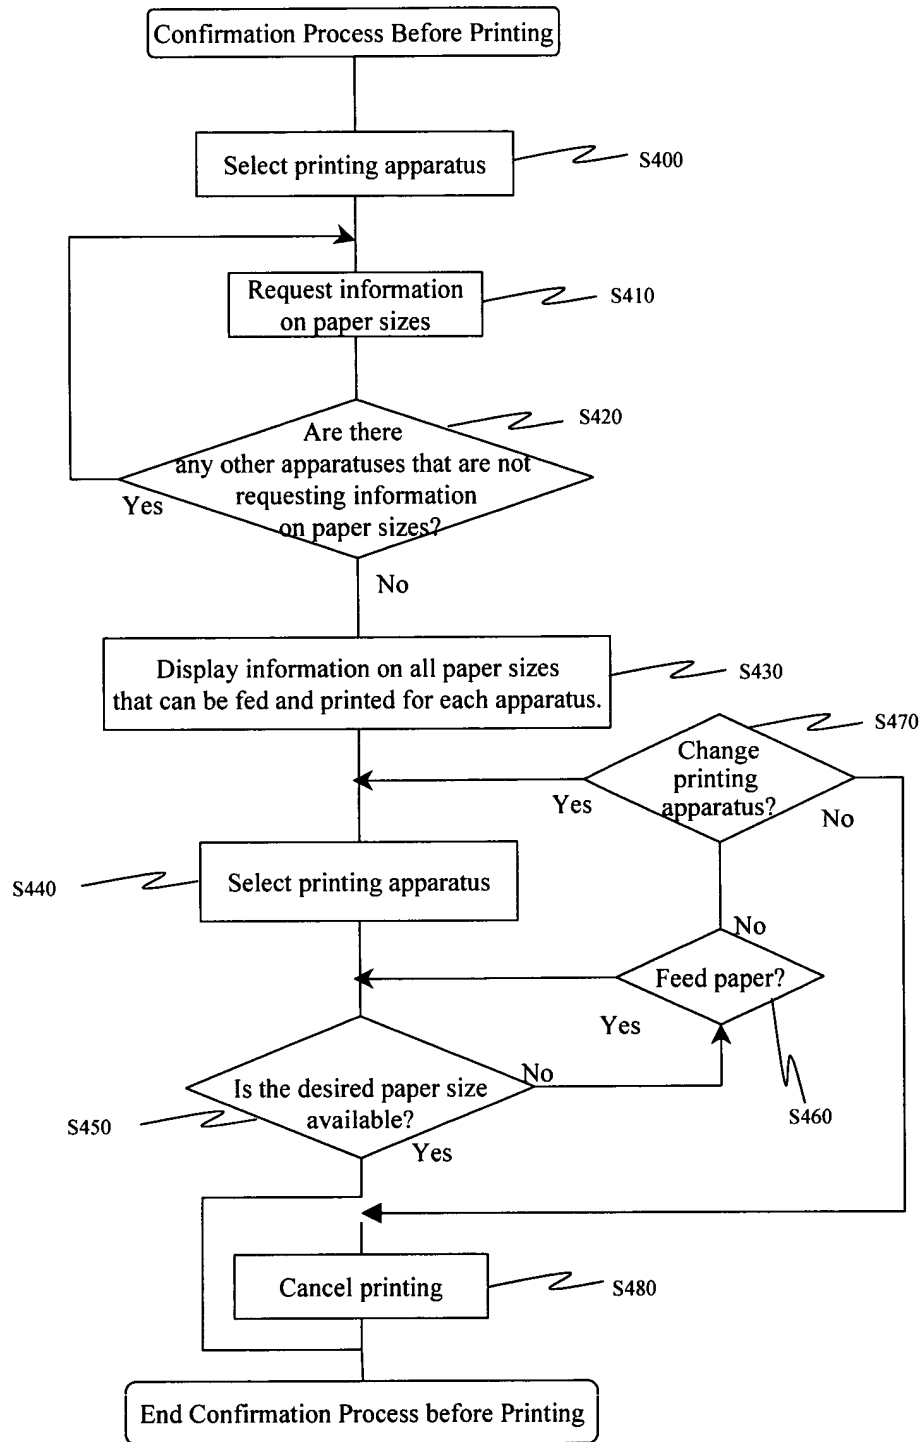 Confirmation Process Before Printing
Select printing apparatus
S400
Request information
on paper sizes
S410
S420
Are there
any other apparatuses that are not
requesting information
on paper sizes?
Yes
No
Display information on all paper sizes
that can be fed and printed for each apparatus.
S430
S470
Change
printing
apparatus?
Yes
No
S440
Select printing apparatus
No
Feed paper?
Yes
S460
No
Is the desired paper size
available?
S450
Yes
Cancel printing
S480
End Confirmation Process before Printing